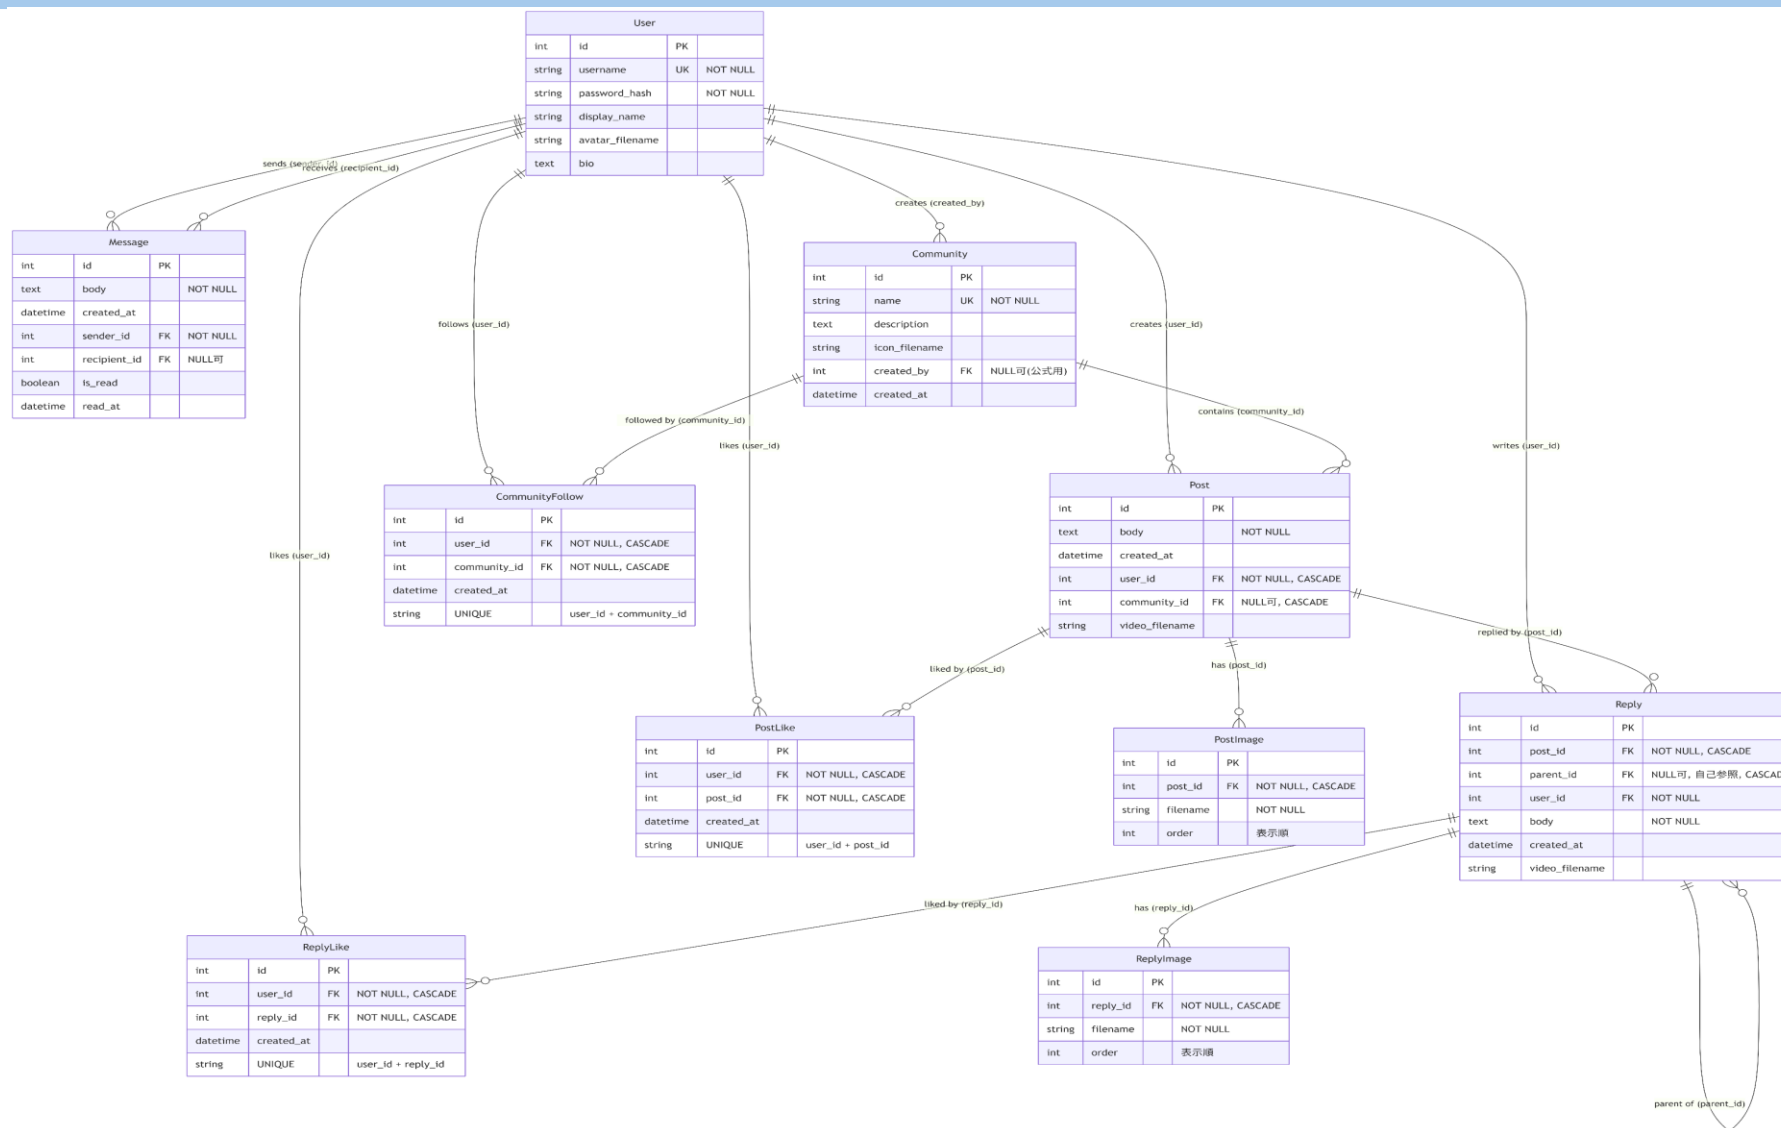 User
int id PK
string username UK NOT NULL
string password_hash NOT NULL
string display_name
string avatar_filename
text bio
sends (sender_id)
receives (recipient_id)
creates (created_by)
Message
int id PK
text body NOT NULL
datetime created_at
int sender_id FK NOT NULL
int recipient_id FK NULL可
boolean is_read
datetime read_at
Community
int id PK
string name UK NOT NULL
text description
string icon_filename
int created_by FK NULL可(公式用)
datetime created_at
follows (user_id)
creates (user_id)
followed by (community_id)
contains (community_id)
likes (user_id)
writes (user_id)
CommunityFollow
int id PK
int user_id FK NOT NULL, CASCADE
int community_id FK NOT NULL, CASCADE
datetime created_at
string UNIQUE user_id + community_id
Post
int id PK
text body NOT NULL
datetime created_at
int user_id FK NOT NULL, CASCADE
int community_id FK NULL可, CASCADE
string video_filename
likes (user_id)
replied by (post_id)
liked by (post_id)
has (post_id)
PostLike
int id PK
int user_id FK NOT NULL, CASCADE
int post_id FK NOT NULL, CASCADE
datetime created_at
string UNIQUE user_id + post_id
PostImage
int id PK
int post_id FK NOT NULL, CASCADE
string filename NOT NULL
int order 表示順
Reply
int id PK
int post_id FK NOT NULL, CASCADE
int parent_id FK NULL可, 自己参照, CASCAD
int user_id FK NOT NULL
text body NOT NULL
datetime created_at
string video_filename
liked by (reply_id)
has (reply_id)
ReplyLike
int id PK
int user_id FK NOT NULL, CASCADE
int reply_id FK NOT NULL, CASCADE
datetime created_at
string UNIQUE user_id + reply_id
ReplyImage
int id PK
int reply_id FK NOT NULL, CASCADE
string filename NOT NULL
int order 表示順
parent of (parent_id)